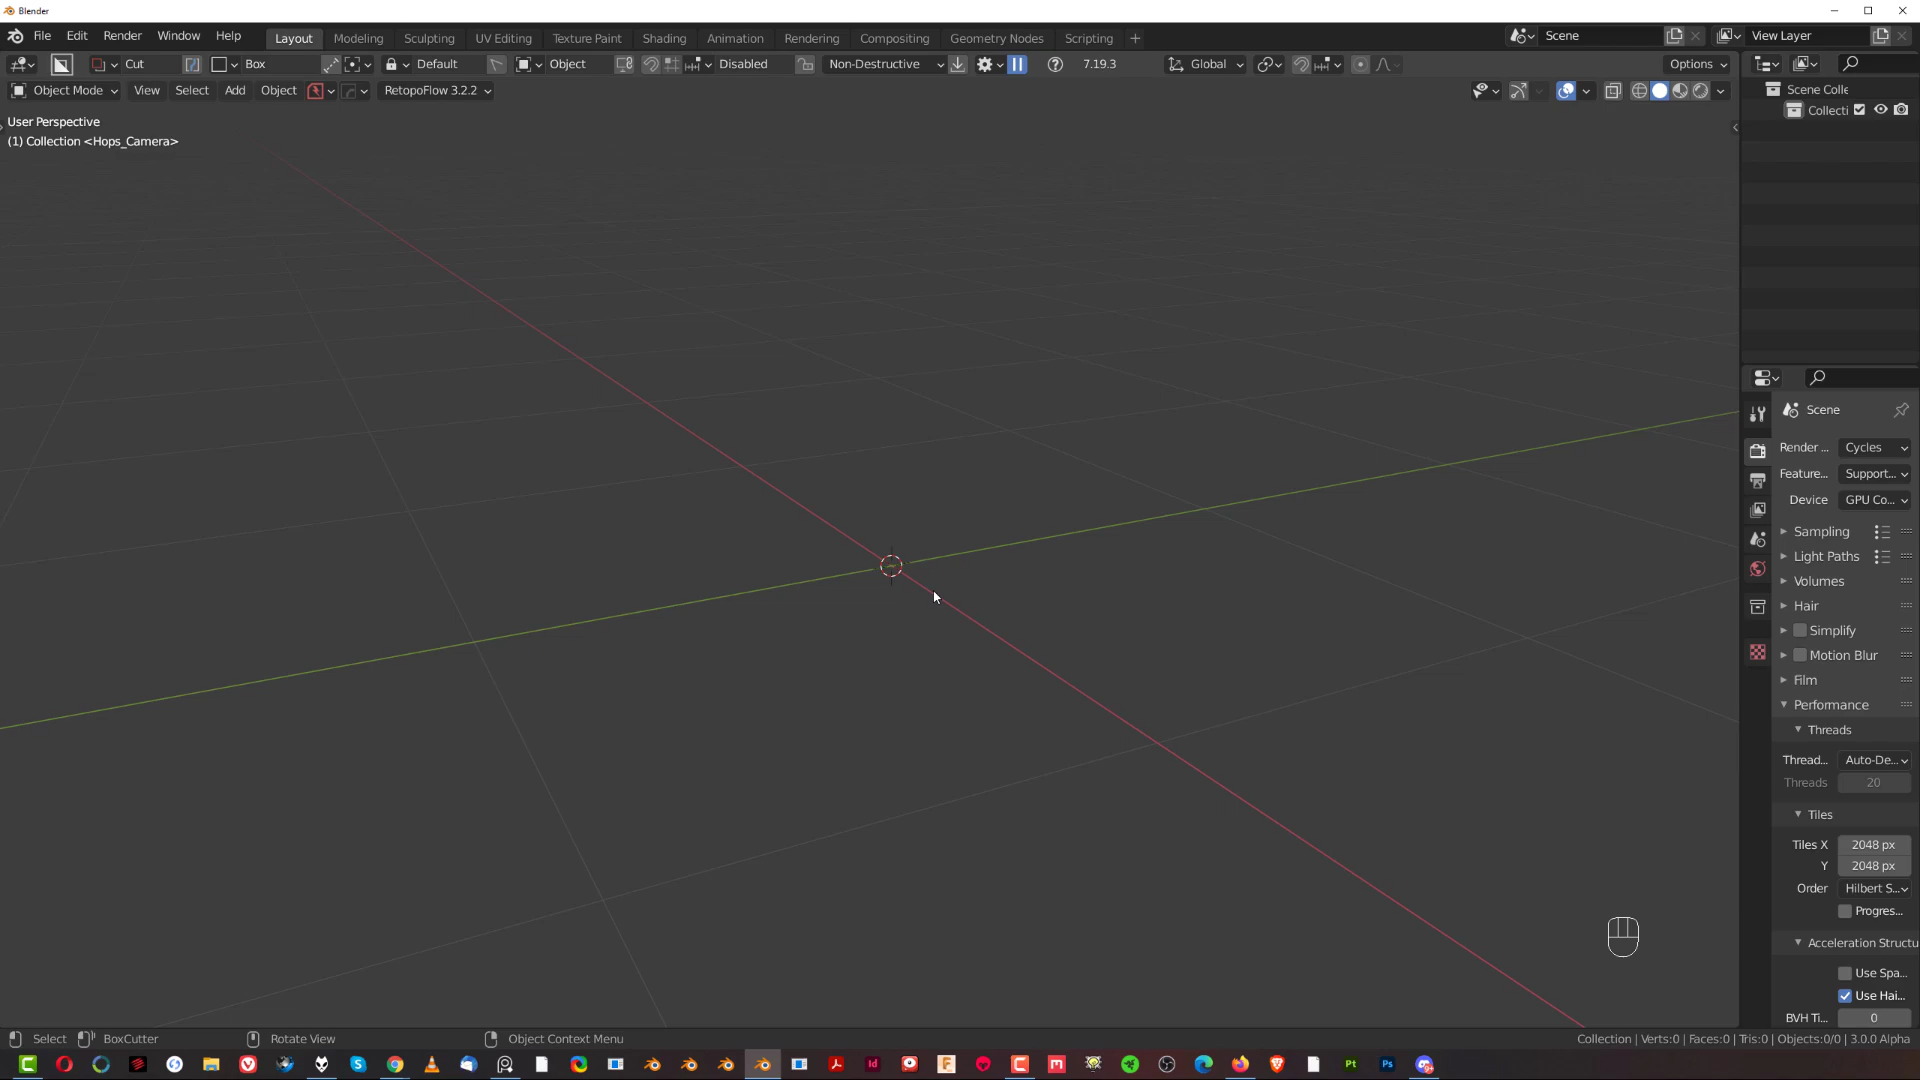 Blender
File Edit Render Window Help Layout Modeling Sculpting UV Editing Texture Paint Shading Animation Rendering Compositing Geometry Nodes Scripting + Scene View Layer
Cut Box Default Object Disabled Non-Destructive 7.19.3 Global Options
Object Mode View Select Add Object RetopoFlow 3.2.2
User Perspective
(1) Collection <Hops_Camera>
Scene Colle
Collecti
Scene
Render ... Cycles
Feature... Support...
Device GPU Co...
Sampling
Light Paths
Volumes
Hair
Simplify
Motion Blur
Film
Performance
Threads
Thread... Auto-De...
Threads 20
Tiles
Tiles X 2048 px
Y 2048 px
Order Hilbert S...
Progres...
Acceleration Structu
Use Spa...
Use Hai...
BVH Ti... 0
Select BoxCutter Rotate View Object Context Menu Collection | Verts:0 | Faces:0 | Tris:0 | Objects:0/0 | 3.0.0 Alpha